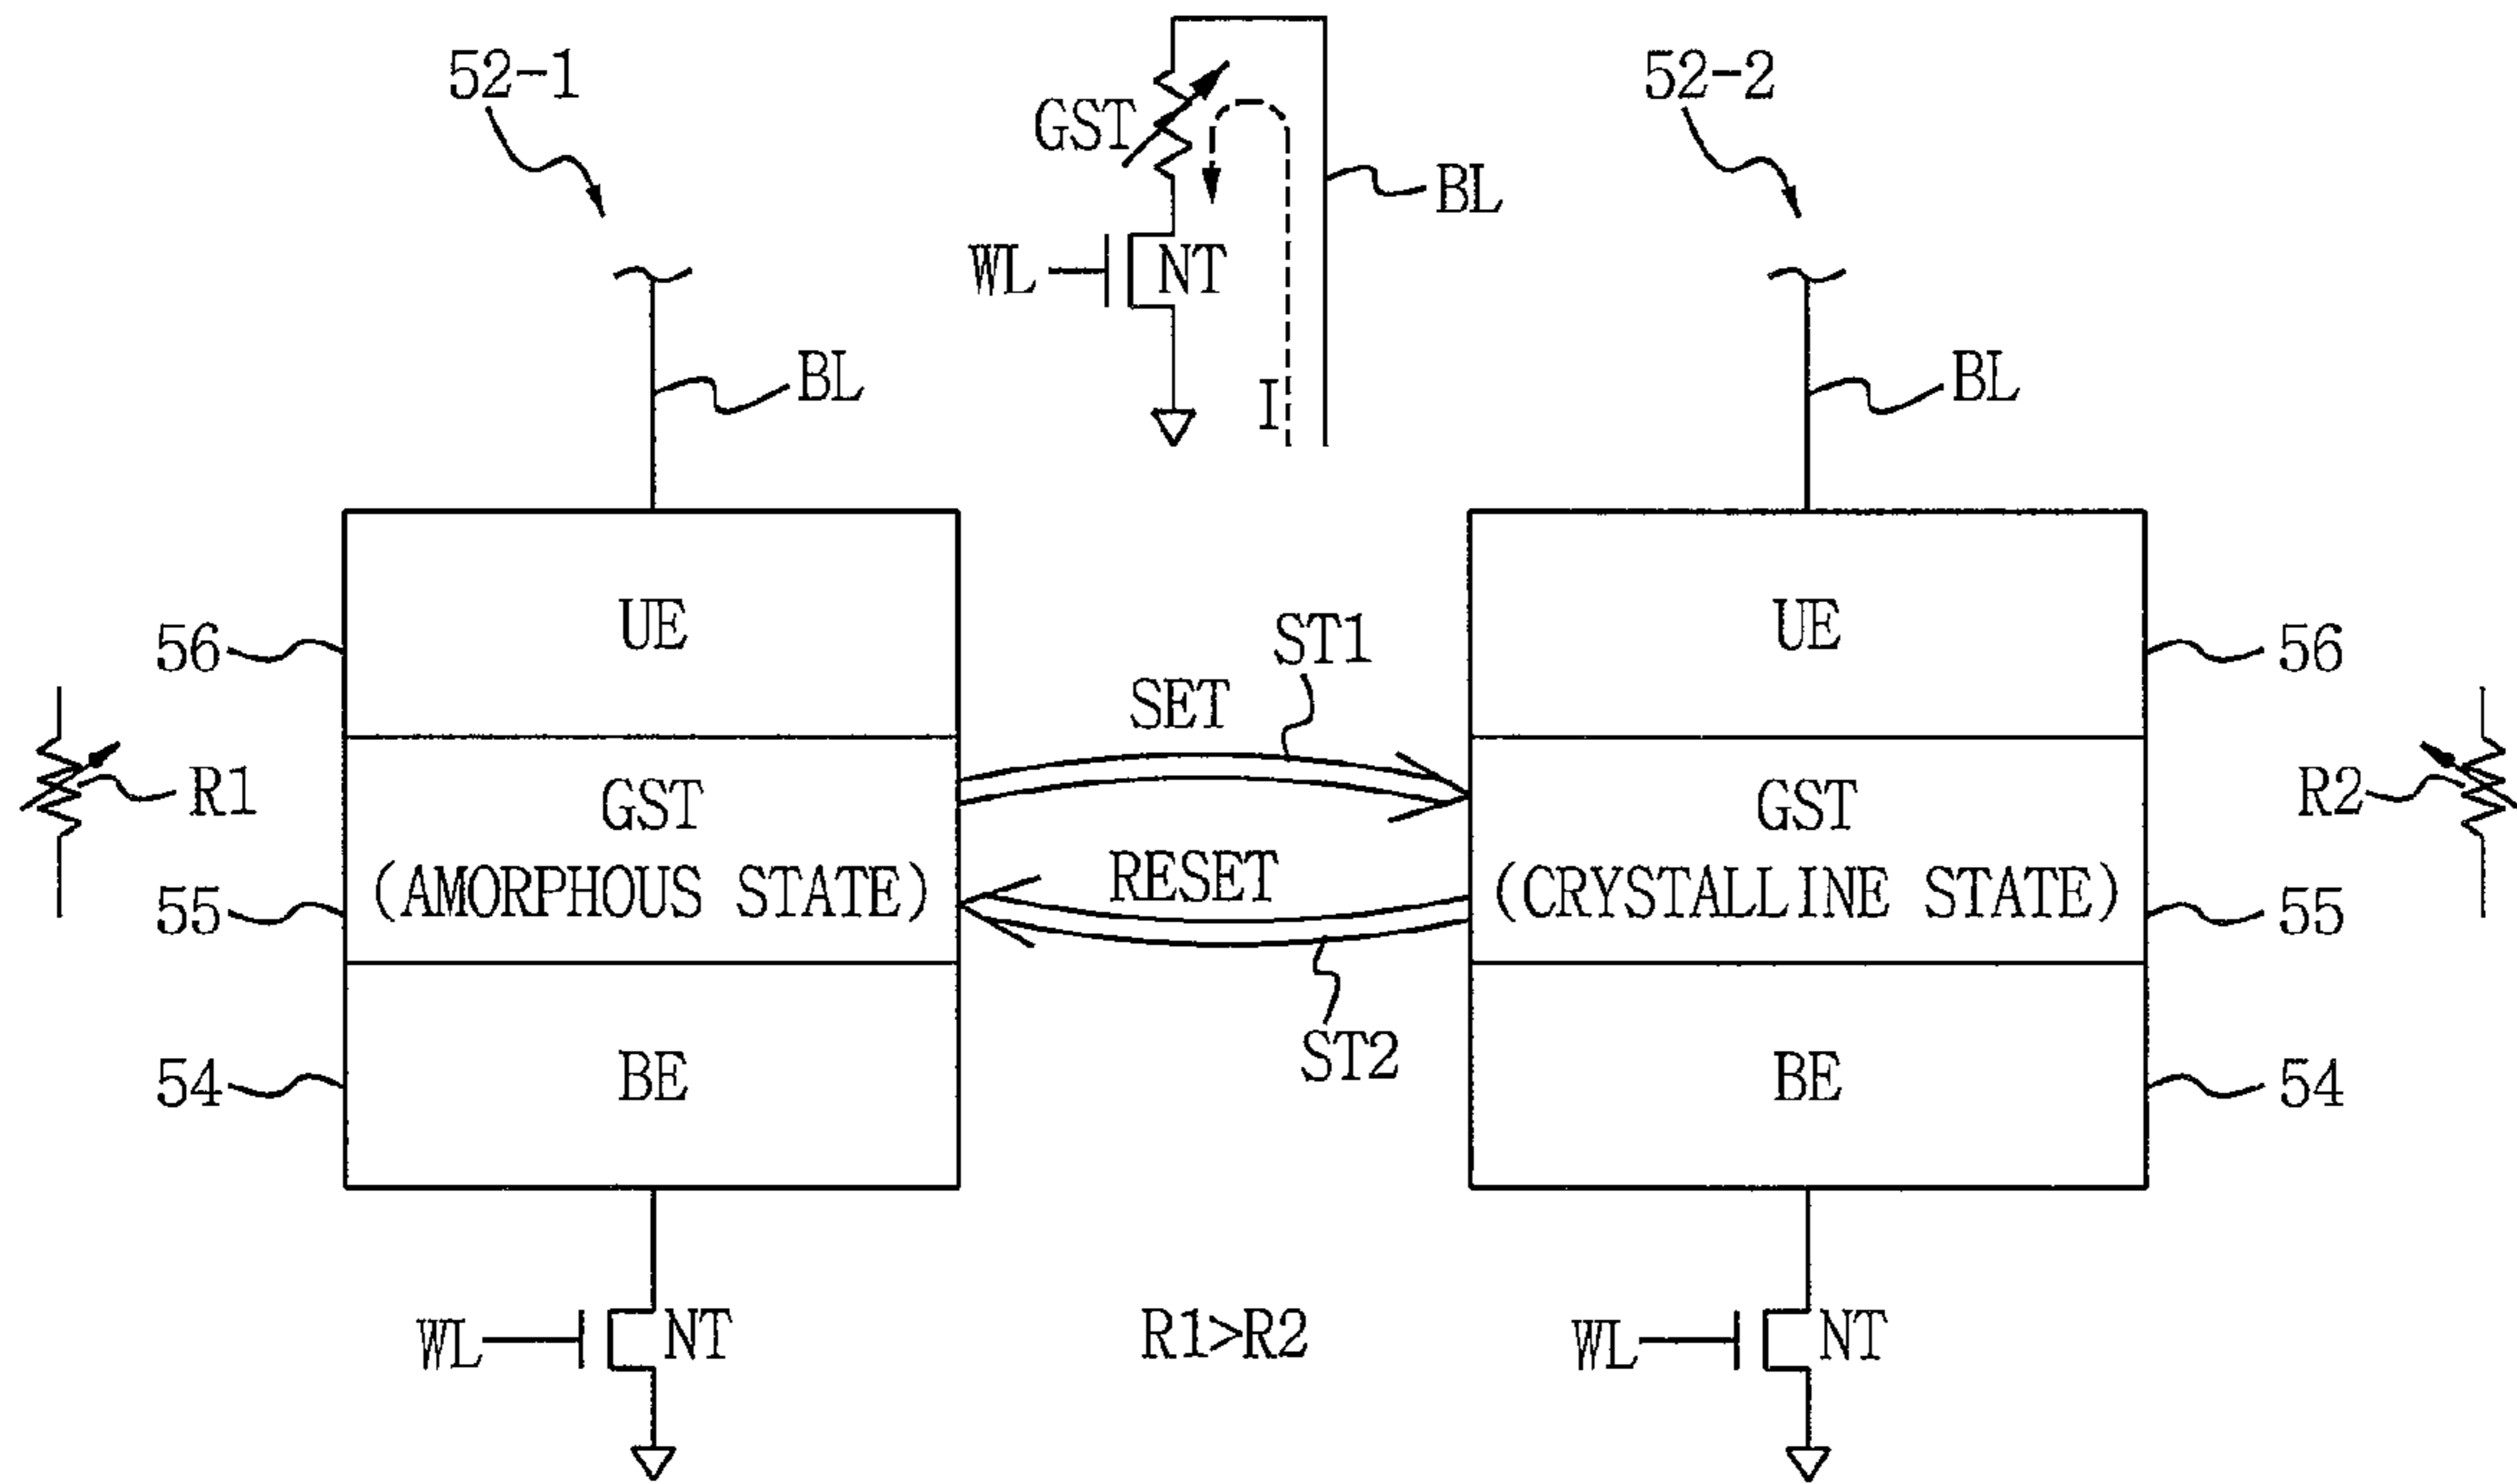 52-1
52-2
GST
BL
WL
NT
BL
I
BL
UE
UE
ST1
56
56
SET
R1
GST
GST
R2
(AMORPHOUS STATE)
RESET
(CRYSTALLINE STATE)
55
55
BE
ST2
BE
54
54
WL
NT
R1>R2
WL
NT